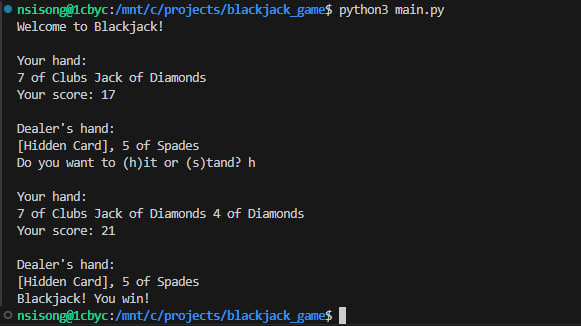 nsisong@1cbyc:/mnt/c/projects/blackjack_game$ python3 main.py
Welcome to Blackjack!
Your hand:
7 of Clubs Jack of Diamonds
Your score: 17
Dealer's hand:
[Hidden Card], 5 of Spades
Do you want to (h)it or (s)tand? h
Your hand:
7 of Clubs Jack of Diamonds 4 of Diamonds
Your score: 21
Dealer's hand:
[Hidden Card], 5 of Spades
Blackjack! You win!
nsisong@1cbyc:/mnt/c/projects/blackjack_game$